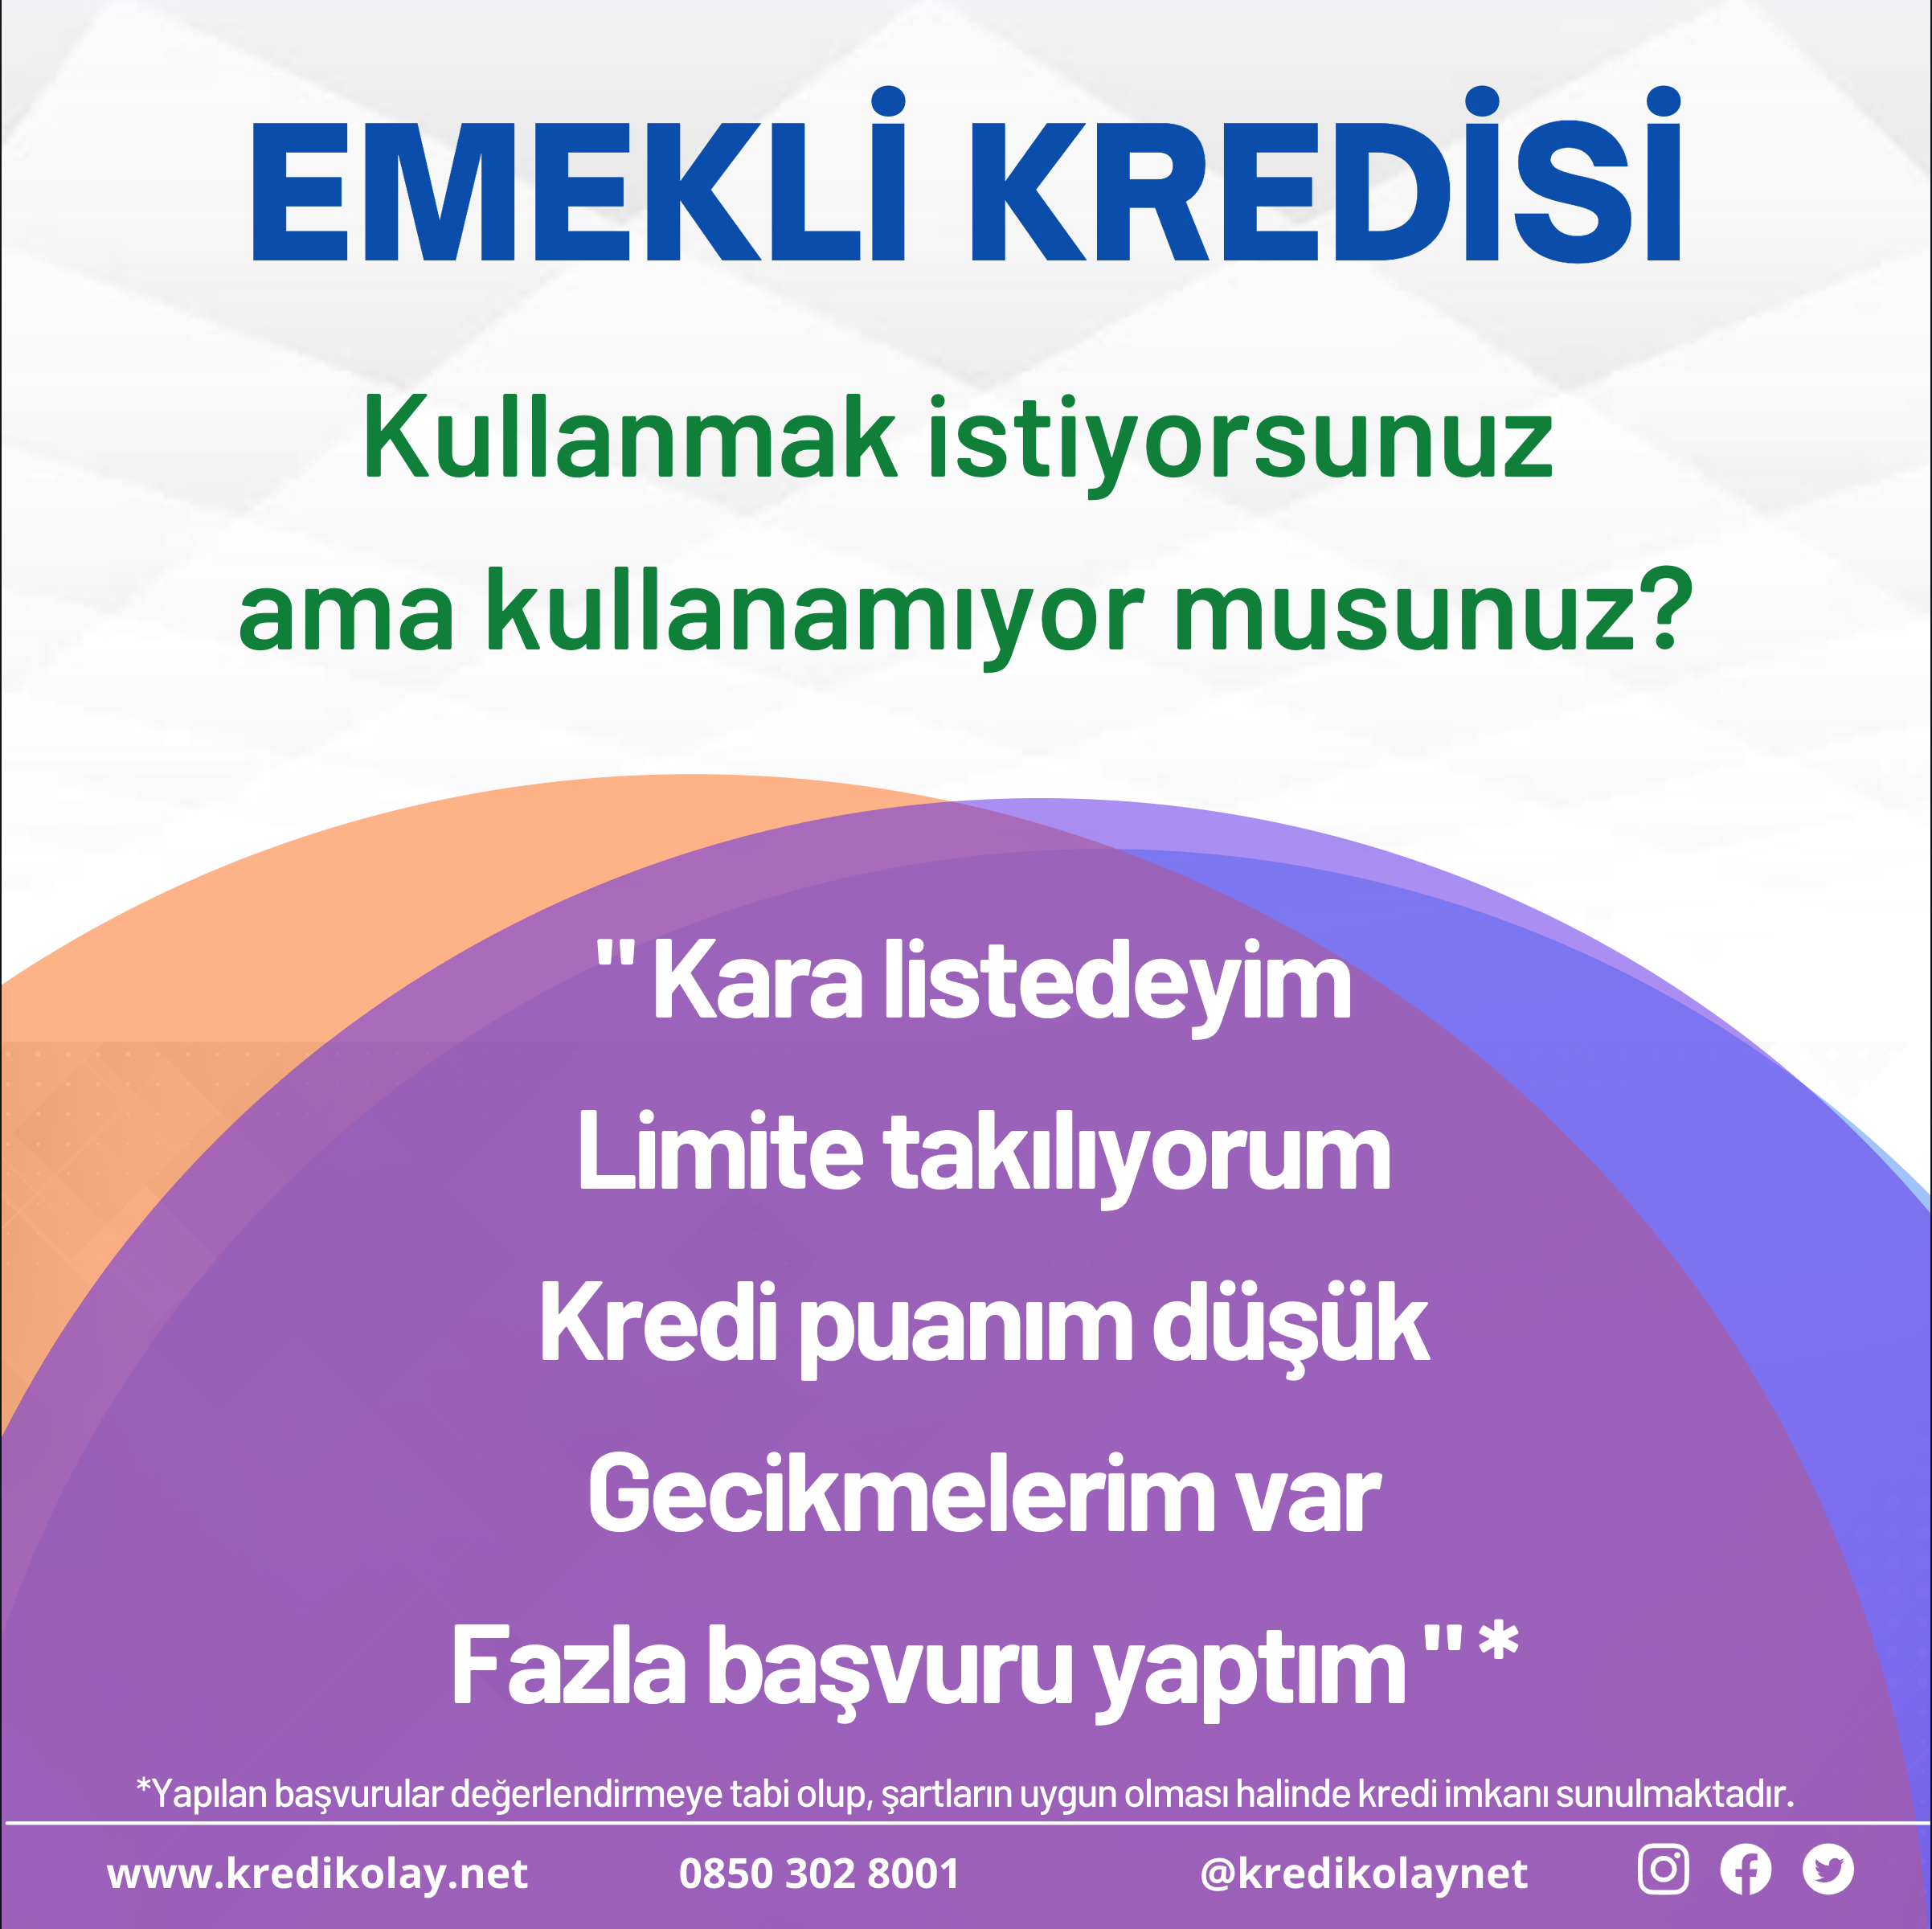 EMEKLİ KREDİSİ
Kullanmak istiyorsunuz
ama kullanamıyor musunuz?
"Kara listedeyim
Limite takılıyorum
Kredi puanım düşük
Gecikmelerim var
Fazla başvuru yaptım"*
*Yapılan başvurular değerlendirmeye tabi olup, şartların uygun olması halinde kredi imkanı sunulmaktadır.
www.kredikolay.net 0850 302 8001 @kredikolaynet